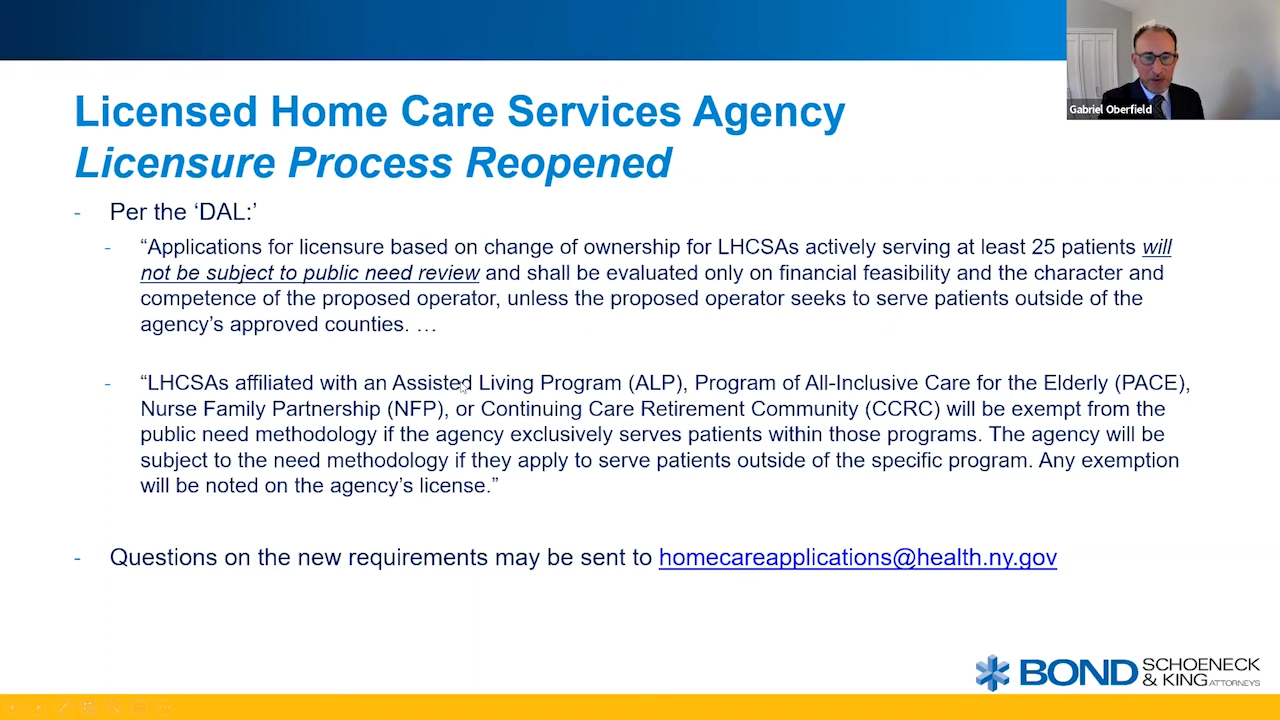 Gabriel Oberfield
Licensed Home Care Services Agency
Licensure Process Reopened
- Per the ‘DAL:’
- “Applications for licensure based on change of ownership for LHCSAs actively serving at least 25 patients will
not be subject to public need review and shall be evaluated only on financial feasibility and the character and
competence of the proposed operator, unless the proposed operator seeks to serve patients outside of the
agency’s approved counties. …
- “LHCSAs affiliated with an Assisted Living Program (ALP), Program of All-Inclusive Care for the Elderly (PACE),
Nurse Family Partnership (NFP), or Continuing Care Retirement Community (CCRC) will be exempt from the
public need methodology if the agency exclusively serves patients within those programs. The agency will be
subject to the need methodology if they apply to serve patients outside of the specific program. Any exemption
will be noted on the agency’s license.”
- Questions on the new requirements may be sent to homecareapplications@health.ny.gov
BOND SCHOENECK
& KING ATTORNEYS